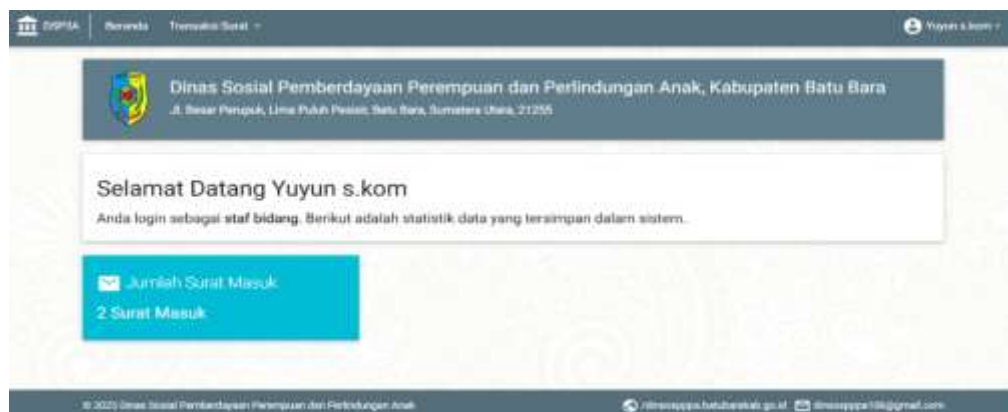 Beranda Transaksi Surat Yuyun s.kom
Dinas Sosial Pemberdayaan Perempuan dan Perlindungan Anak, Kabupaten Batu Bara
Jl. Besar Perupuk, Lima Puluh Pesisir, Batu Bara, Sumatera Utara, 21255
Selamat Datang Yuyun s.kom
Anda login sebagai staf bidang. Berikut adalah statistik data yang tersimpan dalam sistem.
Jumlah Surat Masuk
2 Surat Masuk
Dinas Sosial Pemberdayaan Perempuan dan Perlindungan Anak